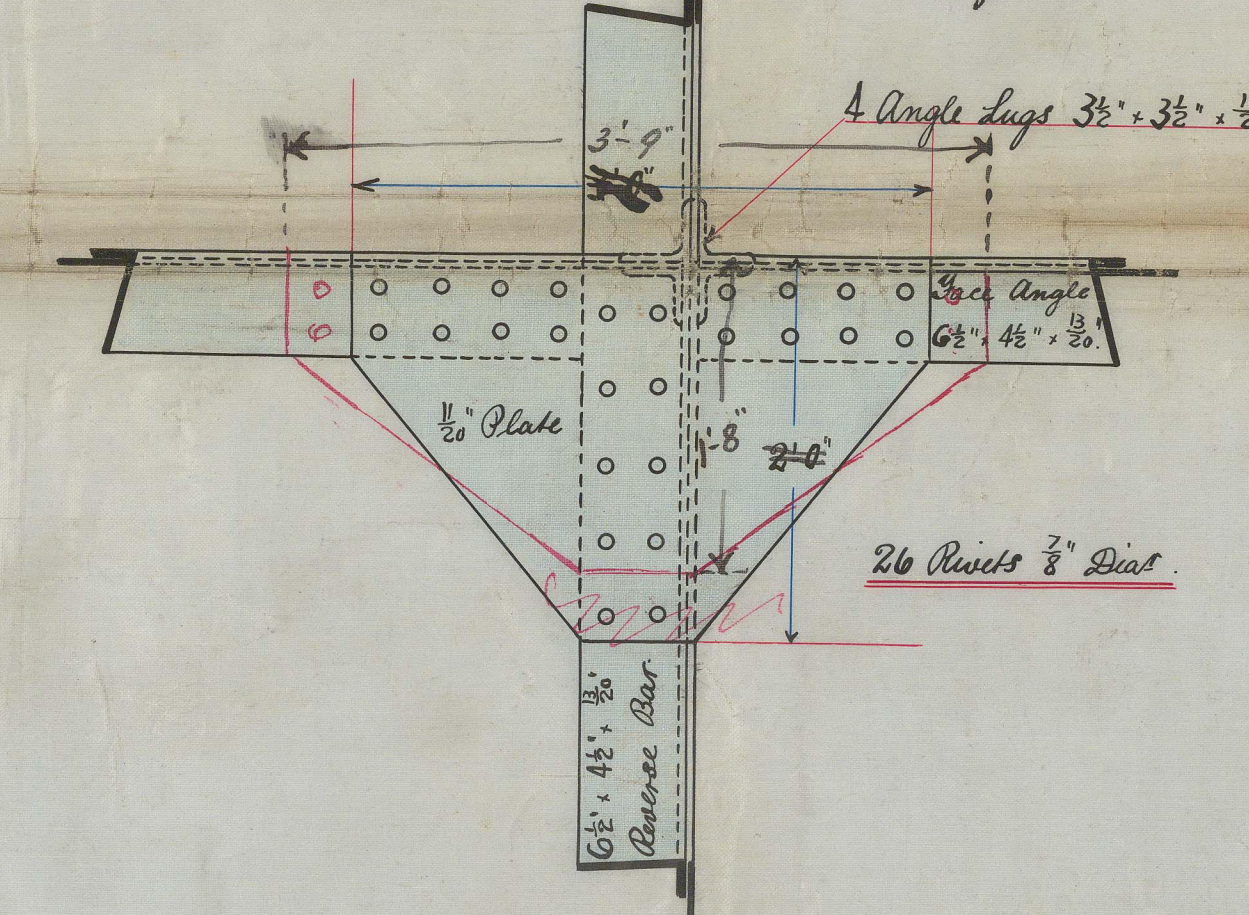 4 Angle Lugs 3½" × 3½" ×
3'-9"
Face Angle
6½" × 4½" × 13/20".
11/20" Plate
1'-8"
2'-0"
26 Rivets ⅞" Diar.
6½" × 4½" × 13/20"
Reverse Bar.